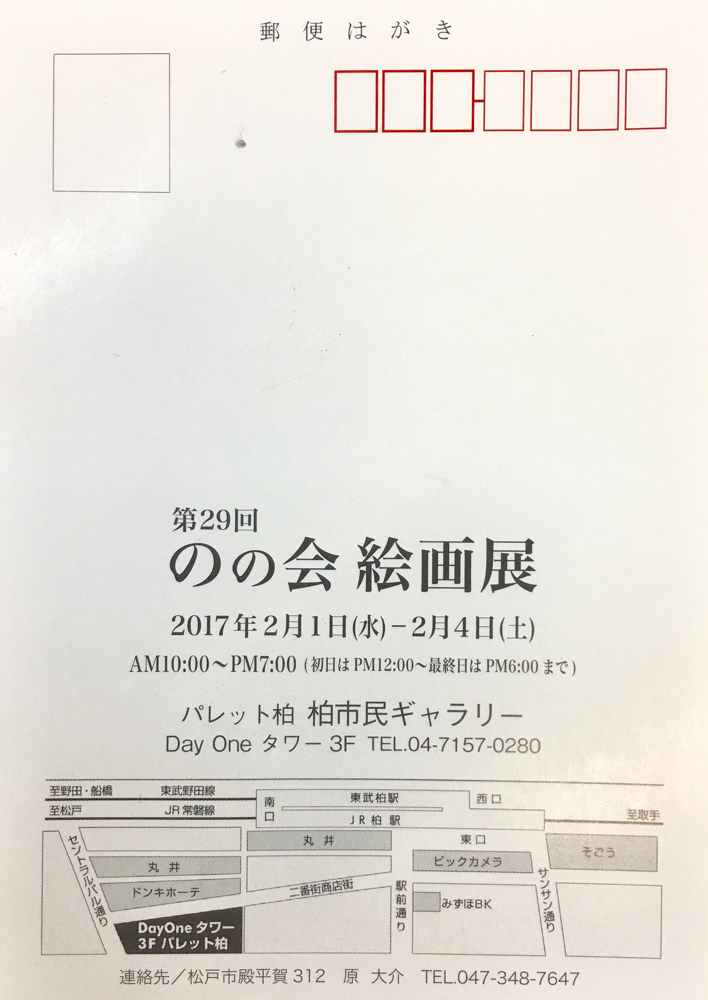 郵便はがき
第29回
のの会 絵画展
2017年2月1日(水)－2月4日(土)
AM10:00～PM7:00 (初日はPM12:00～最終日はPM6:00まで)
パレット柏 柏市民ギャラリー
Day One タワー 3F TEL.04-7157-0280
至野田・船橋 東武野田線
至松戸 JR常磐線
南口
東武柏駅
JR柏駅
西口
至取手
セントラルパル通り
丸井
丸井
東口
ビックカメラ
そごう
ドンキホーテ
二番街商店街
駅前通り
みずほBK
サンサン通り
DayOneタワー
3Fパレット柏
連絡先／松戸市殿平賀312 原 大介 TEL.047-348-7647